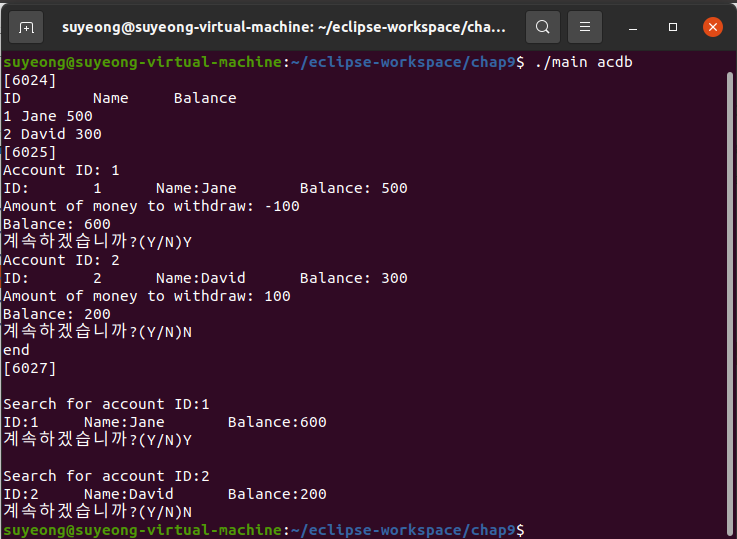 suyeong@suyeong-virtual-machine: ~/eclipse-workspace/cha...
suyeong@suyeong-virtual-machine:~/eclipse-workspace/chap9$ ./main acdb
[6024]
ID Name Balance
1 Jane 500
2 David 300
[6025]
Account ID: 1
ID: 1 Name:Jane Balance: 500
Amount of money to withdraw: -100
Balance: 600
계속하겠습니까?(Y/N)Y
Account ID: 2
ID: 2 Name:David Balance: 300
Amount of money to withdraw: 100
Balance: 200
계속하겠습니까?(Y/N)N
end
[6027]
Search for account ID:1
ID:1 Name:Jane Balance:600
계속하겠습니까?(Y/N)Y
Search for account ID:2
ID:2 Name:David Balance:200
계속하겠습니까?(Y/N)N
suyeong@suyeong-virtual-machine:~/eclipse-workspace/chap9$